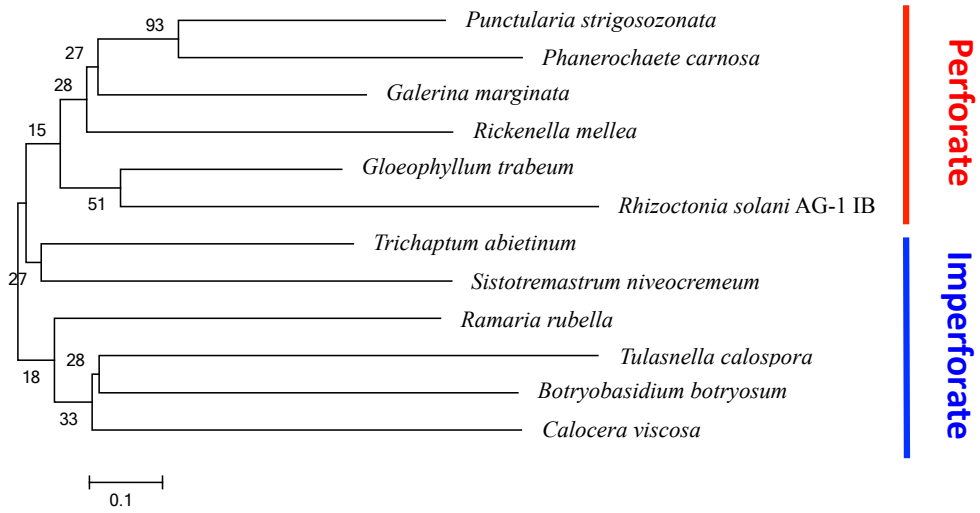 93
Punctularia strigosozonata
27
Phanerochaete carnosa
28
Galerina marginata
15
Rickenella mellea
Gloeophyllum trabeum
51
Rhizoctonia solani AG-1 IB
Perforate
Trichaptum abietinum
27
Sistotremastrum niveocremeum
Ramaria rubella
18
28
Tulasnella calospora
Botryobasidium botryosum
33
Calocera viscosa
Imperforate
0.1